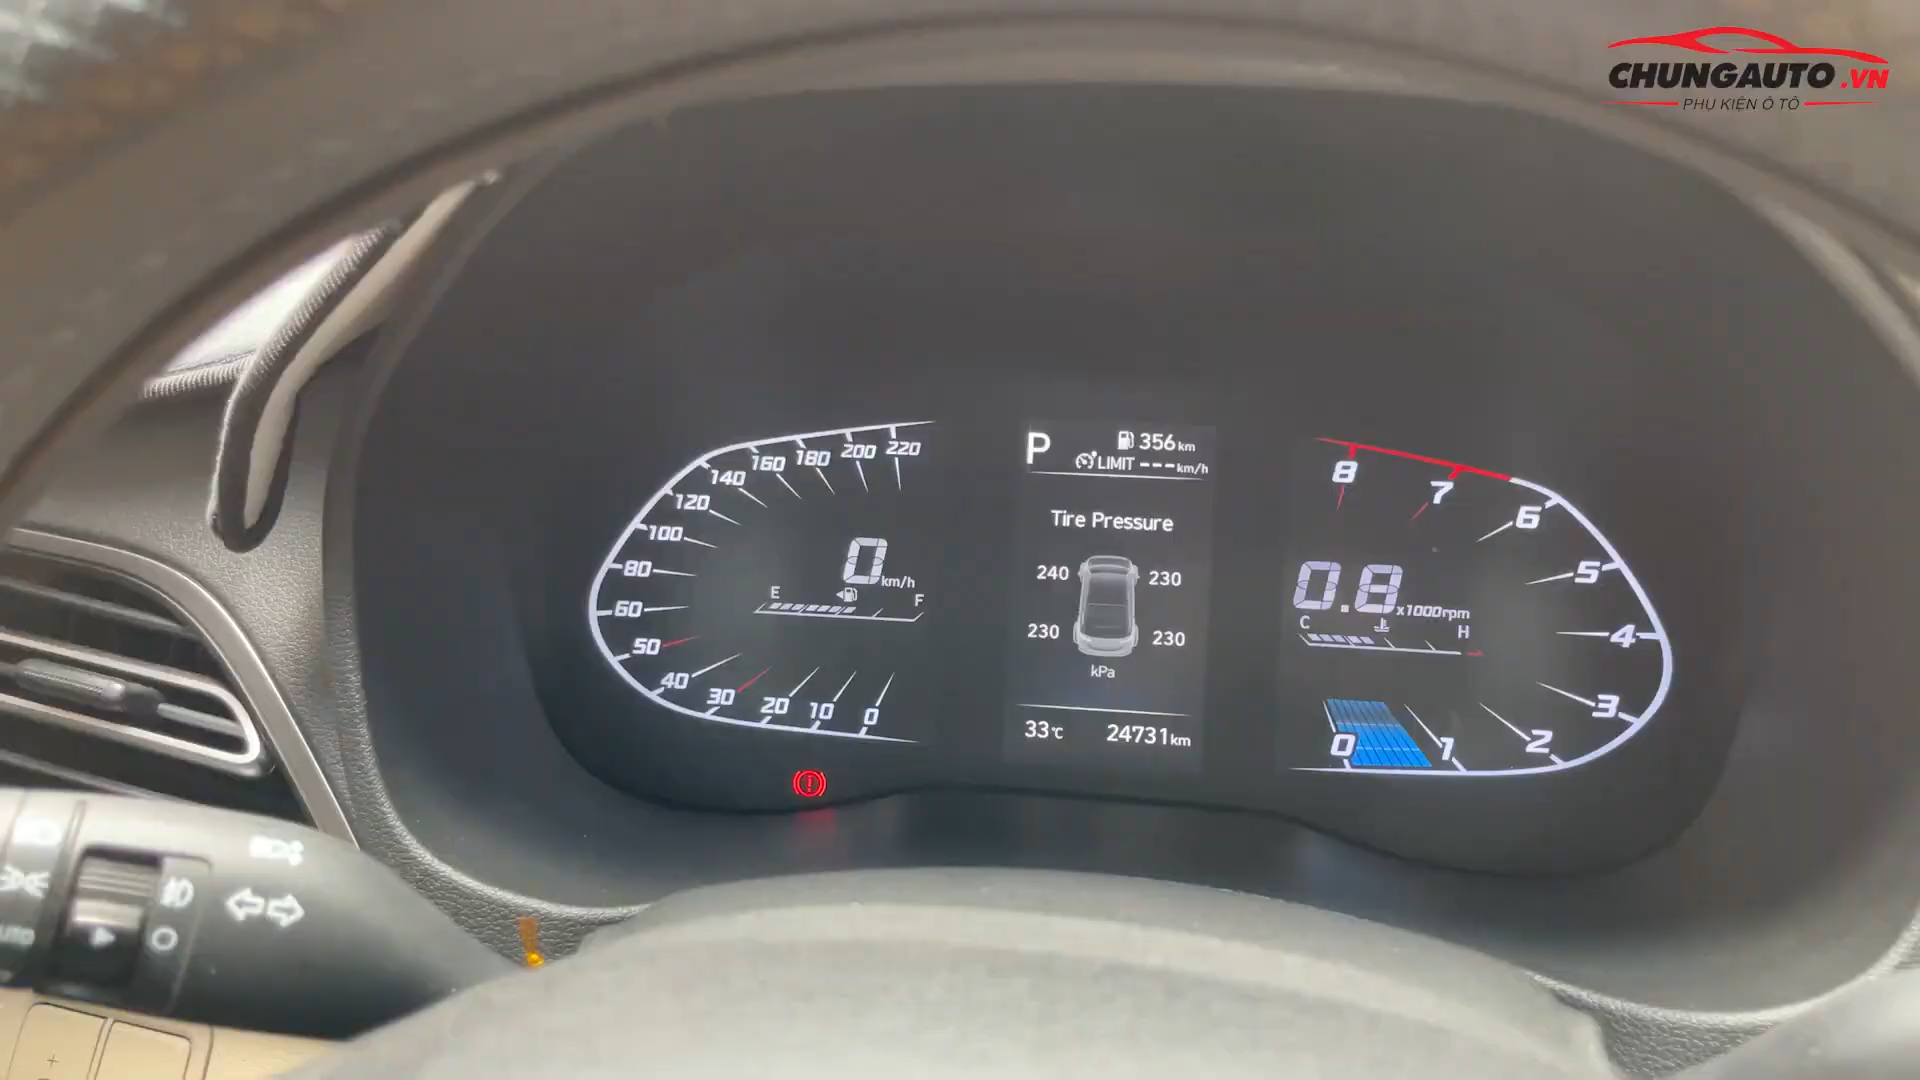 CHUNGAUTO.VN
PHỤ KIỆN Ô TÔ
220
200
180
160
140
120
100
80
60
50
40
30
20
10
0
0 km/h
E F
P
356 km
LIMIT ---km/h
Tire Pressure
240 230
230 230
kPa
33°C 24731 km
8
7
6
5
4
3
2
1
0
0.8 x1000rpm
C H
+